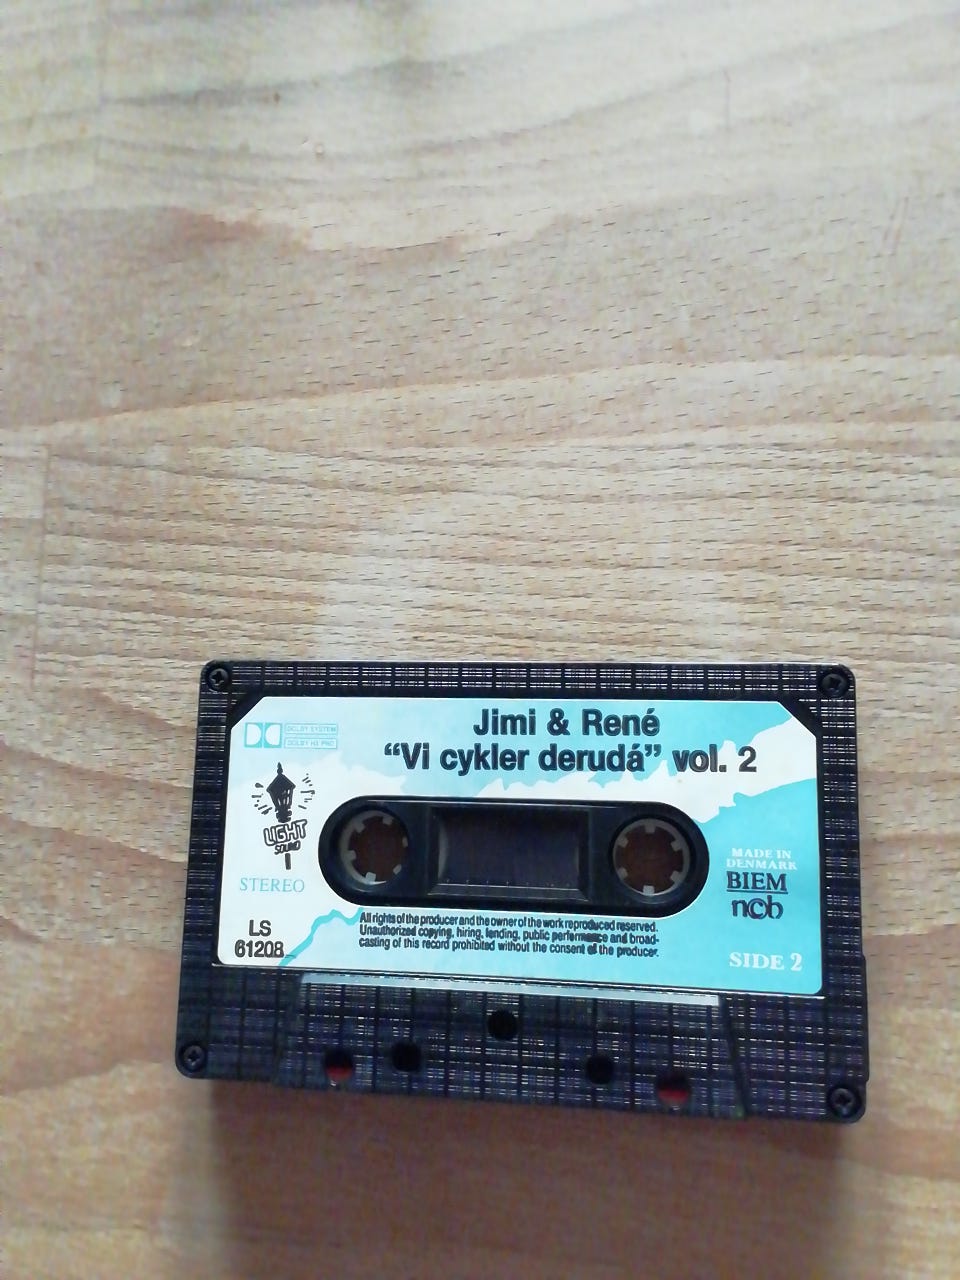 Jimi & René
"Vi cykler derudá" vol. 2
DOLBY SYSTEM
DOLBY HX PRO
LIGHT
SOUND
STEREO
LS
61208
All rights of the producer and the owner of the work reproduced reserved.
Unauthorized copying, hiring, lending, public performance and broad-
casting of this record prohibited without the consent of the producer.
MADE IN
DENMARK
BIEM
ncb
SIDE 2